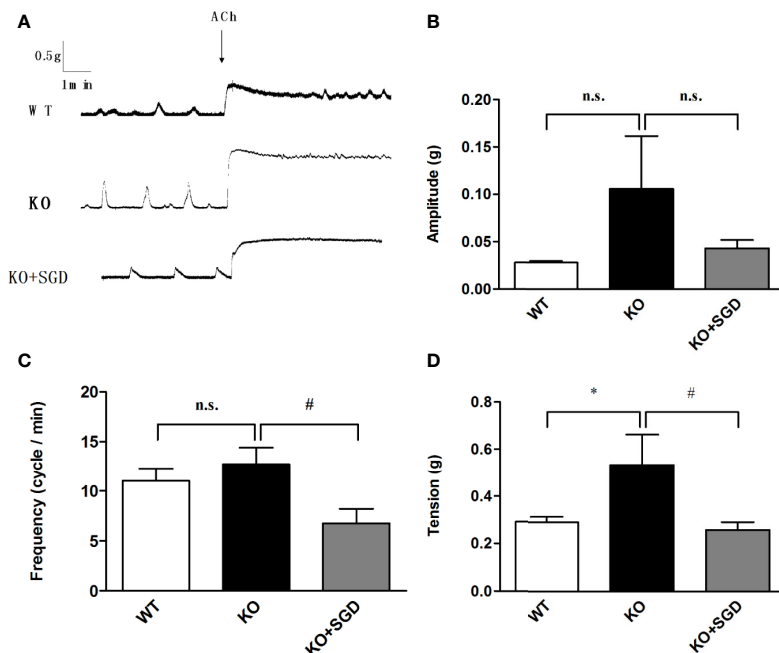 A
ACh
0.5g
1min
WT
KO
KO+SGD
B
n.s.
n.s.
Amplitude (g)
0.20
0.15
0.10
0.05
0.00
WT
KO
KO+SGD
C
n.s.
#
Frequency (cycle / min)
20
15
10
5
0
WT
KO
KO+SGD
D
*
#
Tension (g)
0.8
0.6
0.4
0.2
0.0
WT
KO
KO+SGD